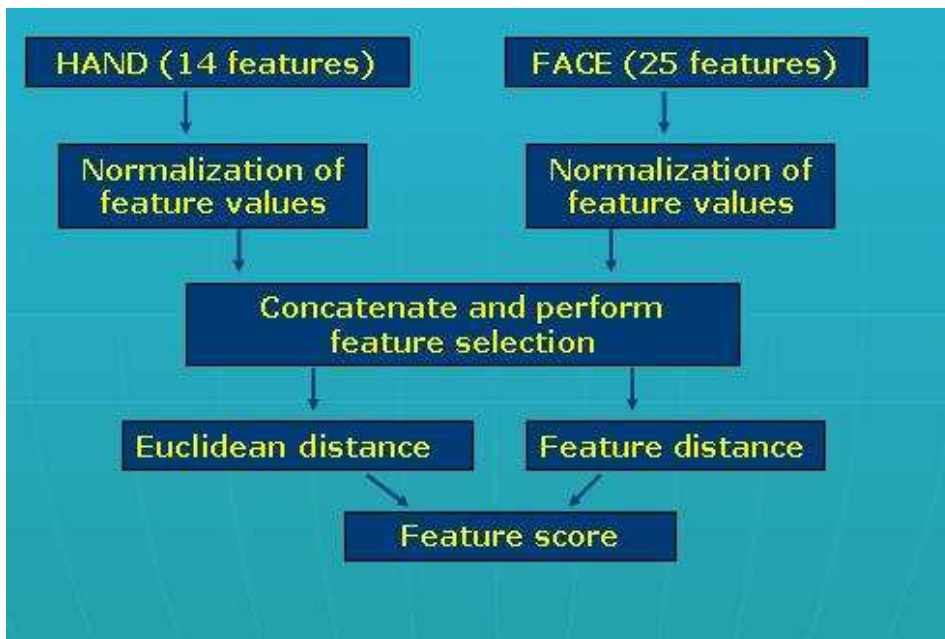 HAND (14 features)
FACE (25 features)
Normalization of
feature values
Normalization of
feature values
Concatenate and perform
feature selection
Euclidean distance
Feature distance
Feature score